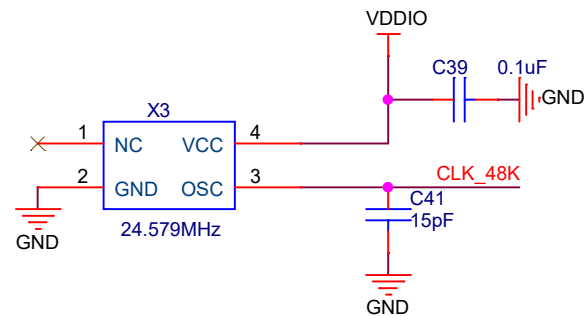 VDDIO
C39 0.1uF
GND
X3
1 NC VCC 4
2 GND OSC 3
CLK_48K
C41
15pF
24.579MHz
GND
GND